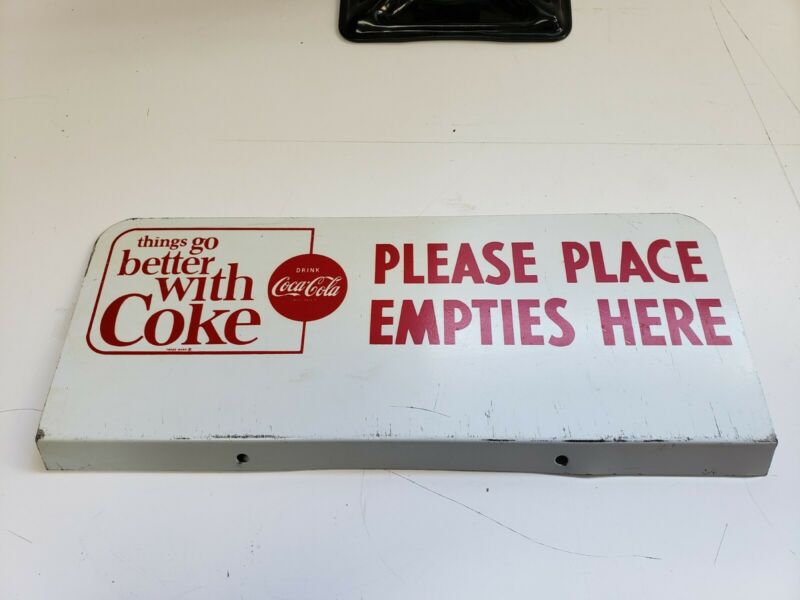 things go
better
with
Coke
DRINK
Coca-Cola
PLEASE PLACE
EMPTIES HERE